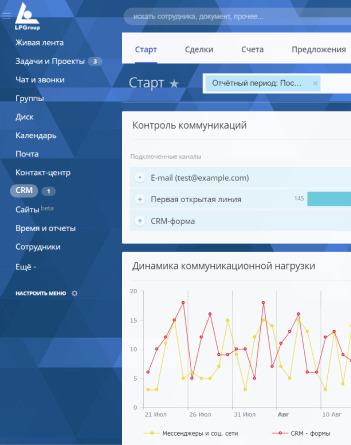 LPGroup
искать сотрудника, документ, прочее...
Живая лента
Задачи и Проекты 3
Чат и звонки
Группы
Диск
Календарь
Почта
Контакт-центр
CRM 1
Сайты beta
Время и отчеты
Сотрудники
Ещё -
НАСТРОИТЬ МЕНЮ
Старт Сделки Счета Предложения
Старт
Отчётный период: Пос... ×
Контроль коммуникаций
Подключенные каналы
E-mail (test@example.com)
Первая открытая линия 145
CRM-форма
Динамика коммуникационной нагрузки
20
15
10
5
0
21 Июл 26 Июл 31 Июл Авг 10 Авг
Мессенджеры и соц. сети CRM - формы